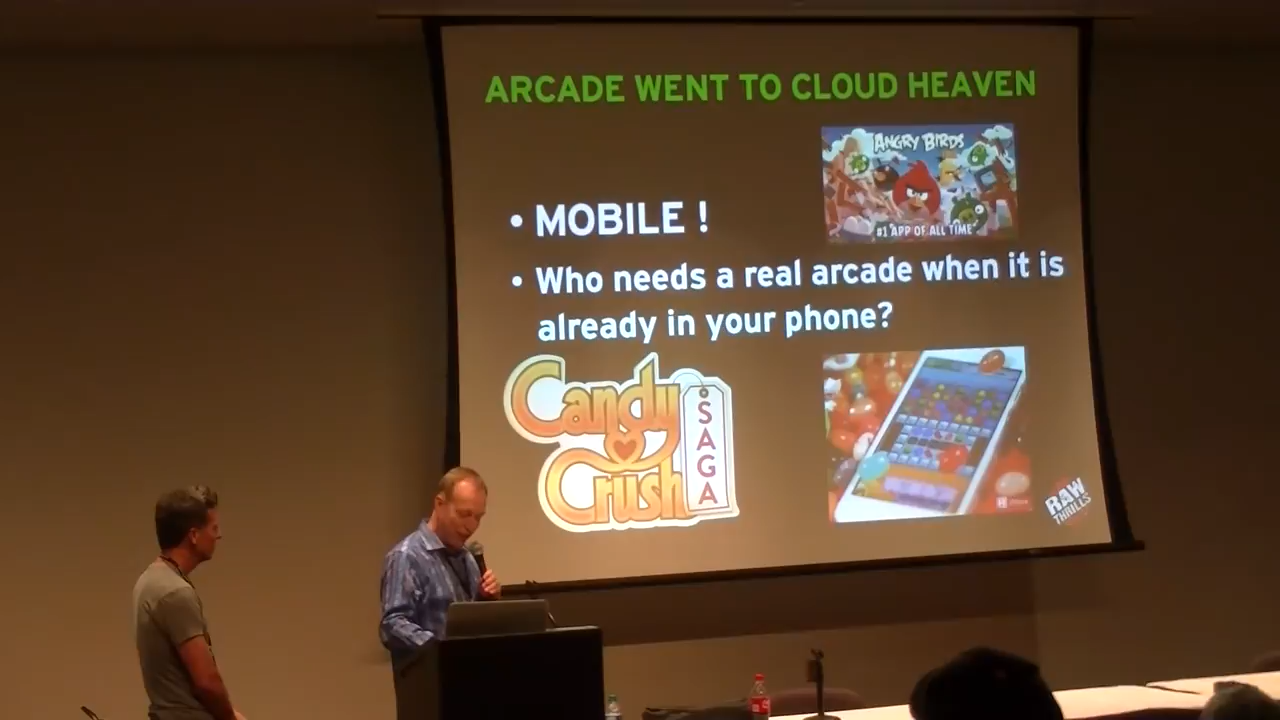 ARCADE WENT TO CLOUD HEAVEN
ANGRY BIRDS
#1 APP OF ALL TIME
• MOBILE !
• Who needs a real arcade when it is
already in your phone?
Candy
Crush
SAGA
RAW
THRILLS